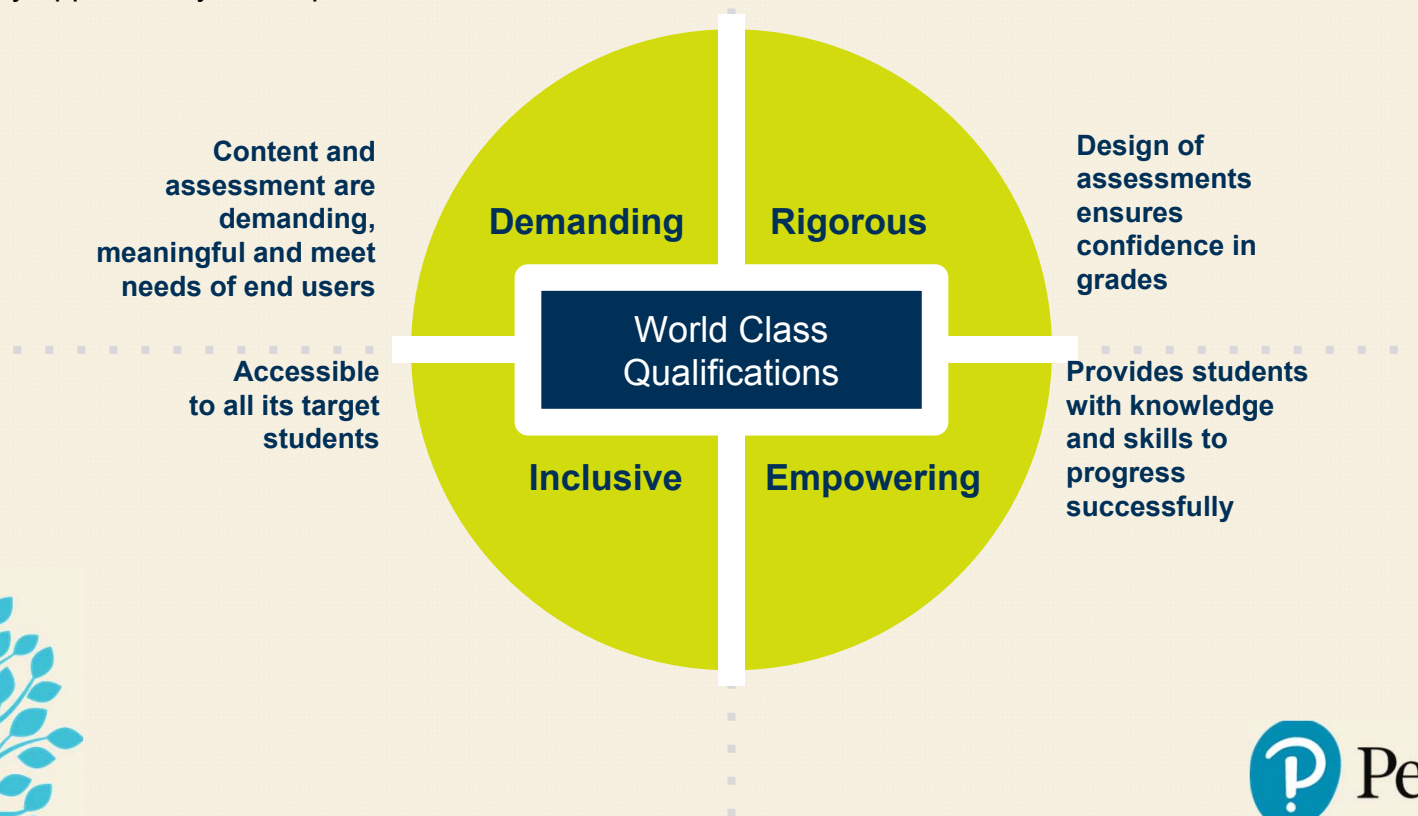 Content and
assessment are
demanding,
meaningful and meet
needs of end users
Demanding
Rigorous
Design of
assessments
ensures
confidence in
grades
World Class
Qualifications
Accessible
to all its target
students
Inclusive
Empowering
Provides students
with knowledge
and skills to
progress
successfully
Pe